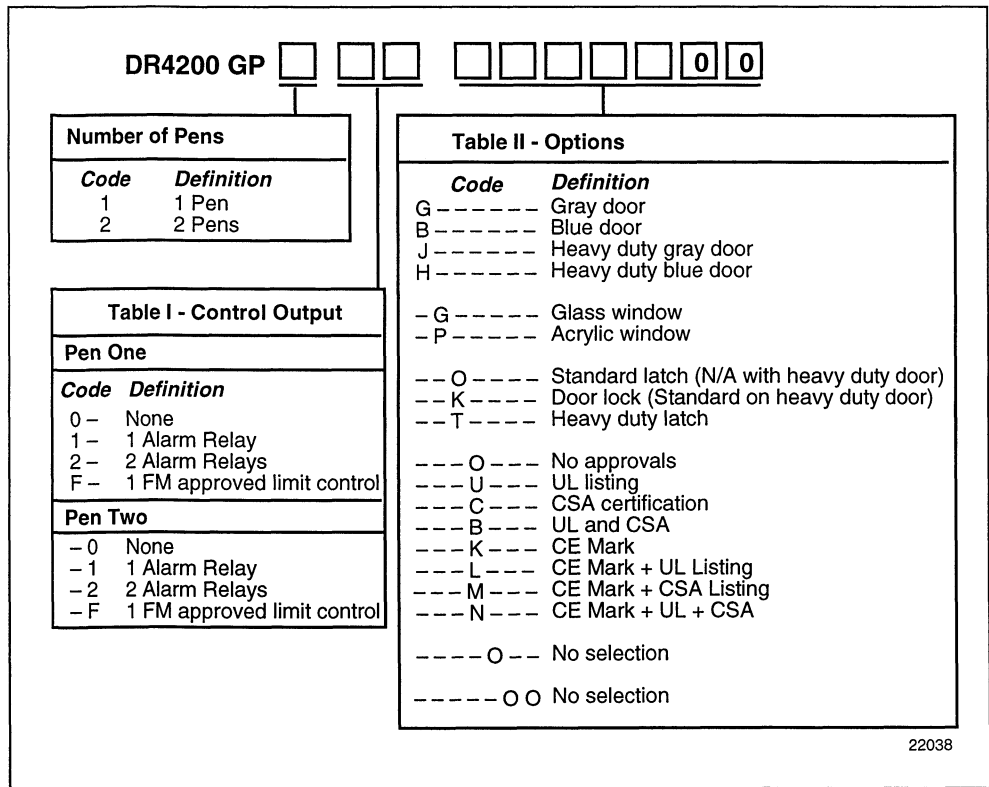 DR4200 GP 0 0
Number of Pens
Code Definition
1 1 Pen
2 2 Pens
Table I - Control Output
Pen One
Code Definition
0 – None
1 – 1 Alarm Relay
2 – 2 Alarm Relays
F – 1 FM approved limit control
Pen Two
– 0 None
– 1 1 Alarm Relay
– 2 2 Alarm Relays
– F 1 FM approved limit control
Table II - Options
Code Definition
G – – – – – – Gray door
B – – – – – – Blue door
J – – – – – – Heavy duty gray door
H – – – – – – Heavy duty blue door
– G – – – – – Glass window
– P – – – – – Acrylic window
– – O – – – – Standard latch (N/A with heavy duty door)
– – K – – – – Door lock (Standard on heavy duty door)
– – T – – – – Heavy duty latch
– – – O – – – No approvals
– – – U – – – UL listing
– – – C – – – CSA certification
– – – B – – – UL and CSA
– – – K – – – CE Mark
– – – L – – – CE Mark + UL Listing
– – – M – – – CE Mark + CSA Listing
– – – N – – – CE Mark + UL + CSA
– – – – O – – No selection
– – – – – O O No selection
22038